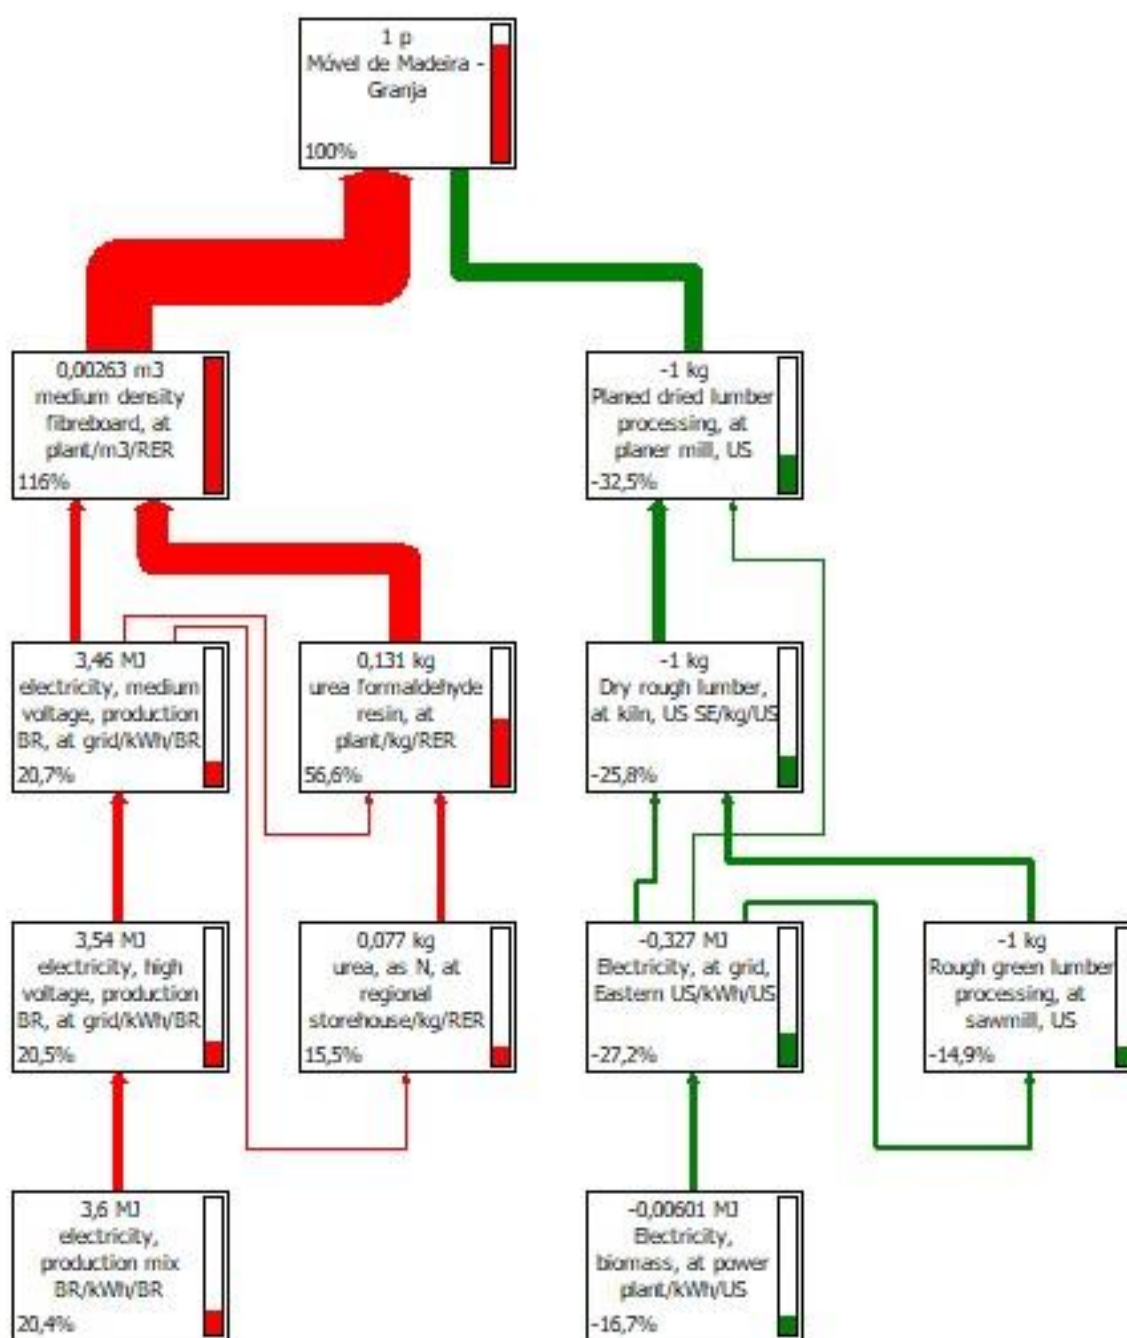 1 p
Móvel de Madeira -
Granja
100%
0,00263 m3
medium density
fibreboard, at
plant/m3/RER
116%
-1 kg
Planed dried lumber
processing, at
planer mill, US
-32,5%
3,46 MJ
electricity, medium
voltage, production
BR, at grid/kWh/BR
20,7%
0,131 kg
urea formaldehyde
resin, at
plant/kg/RER
56,6%
-1 kg
Dry rough lumber,
at kiln, US SE/kg/US
-25,8%
3,54 MJ
electricity, high
voltage, production
BR, at grid/kWh/BR
20,5%
0,077 kg
urea, as N, at
regional
storehouse/kg/RER
15,5%
-0,327 MJ
Electricity, at grid,
Eastern US/kWh/US
-27,2%
-1 kg
Rough green lumber
processing, at
sawmill, US
-14,9%
3,6 MJ
electricity,
production mix
BR/kWh/BR
20,4%
-0,00601 MJ
Electricity,
biomass, at power
plant/kWh/US
-16,7%